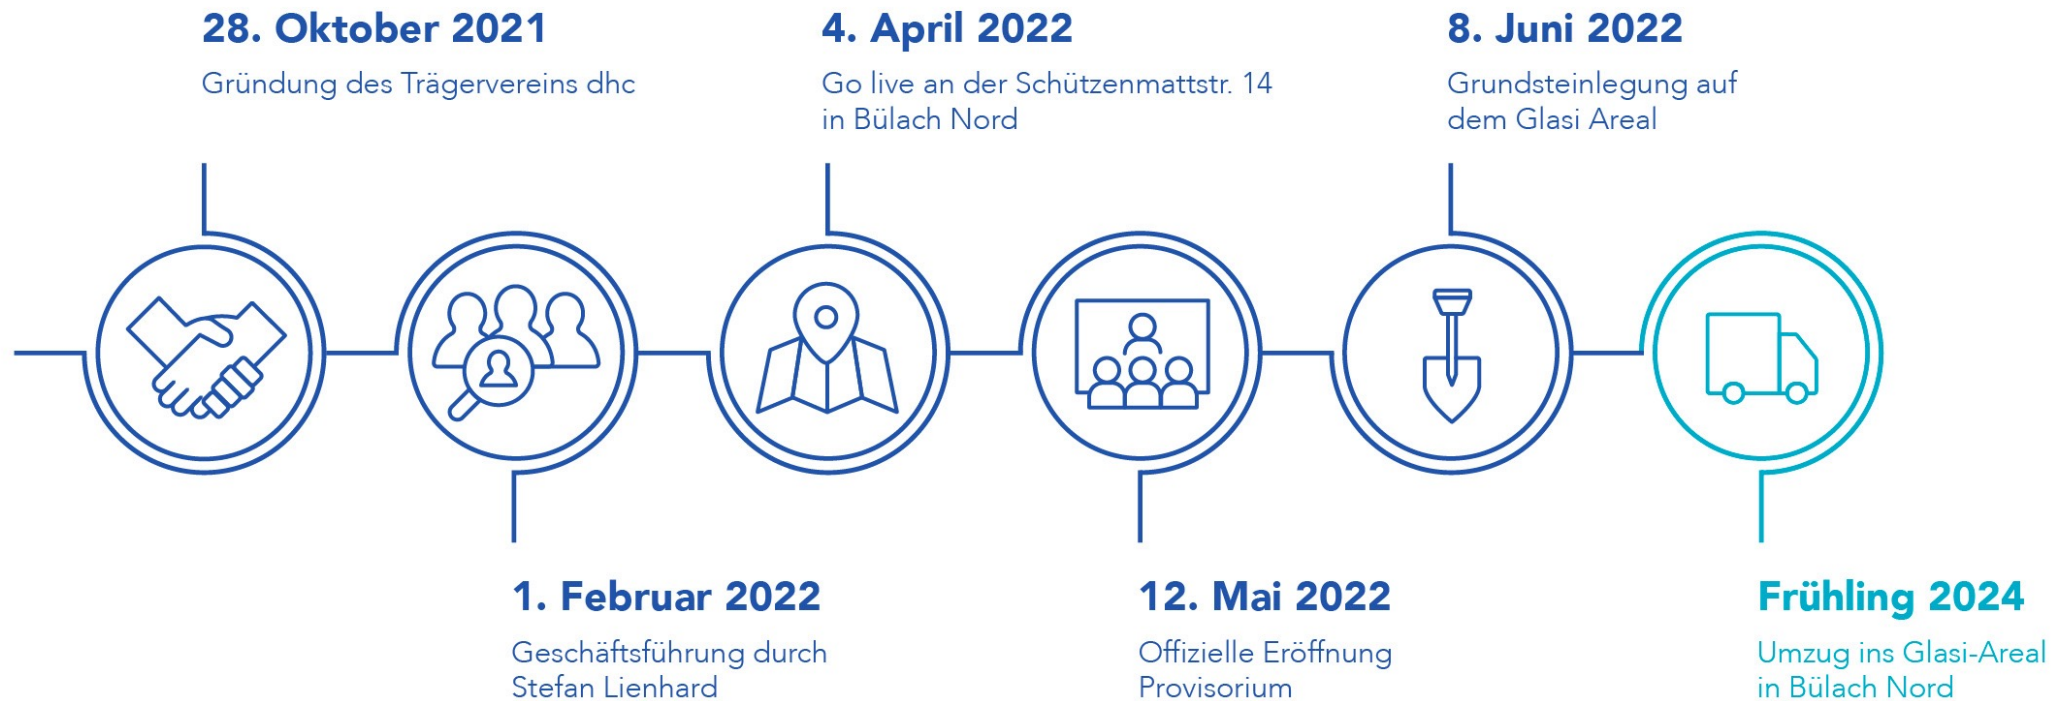 28. Oktober 2021
Gründung des Trägervereins dhc
1. Februar 2022
Geschäftsführung durch
Stefan Lienhard
4. April 2022
Go live an der Schützenmattstr. 14
in Bülach Nord
12. Mai 2022
Offizielle Eröffnung
Provisorium
8. Juni 2022
Grundsteinlegung auf
dem Glasi Areal
Frühling 2024
Umzug ins Glasi-Areal
in Bülach Nord